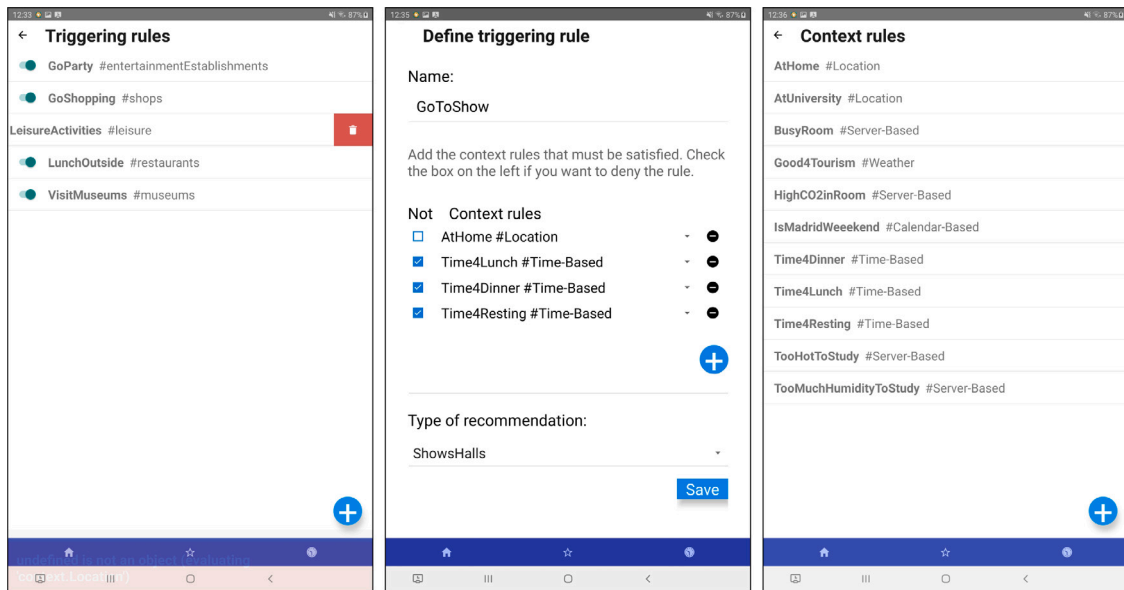 12:33 87%
Triggering rules
GoParty #entertainmentEstablishments
GoShopping #shops
LeisureActivities #leisure
LunchOutside #restaurants
VisitMuseums #museums
undefined is not an object (evaluating
'context.Location')
12:35 87%
Define triggering rule
Name:
GoToShow
Add the context rules that must be satisfied. Check
the box on the left if you want to deny the rule.
Not Context rules
AtHome #Location
Time4Lunch #Time-Based
Time4Dinner #Time-Based
Time4Resting #Time-Based
Type of recommendation:
ShowsHalls
Save
12:36 87%
Context rules
AtHome #Location
AtUniversity #Location
BusyRoom #Server-Based
Good4Tourism #Weather
HighCO2inRoom #Server-Based
IsMadridWeeekend #Calendar-Based
Time4Dinner #Time-Based
Time4Lunch #Time-Based
Time4Resting #Time-Based
TooHotToStudy #Server-Based
TooMuchHumidityToStudy #Server-Based